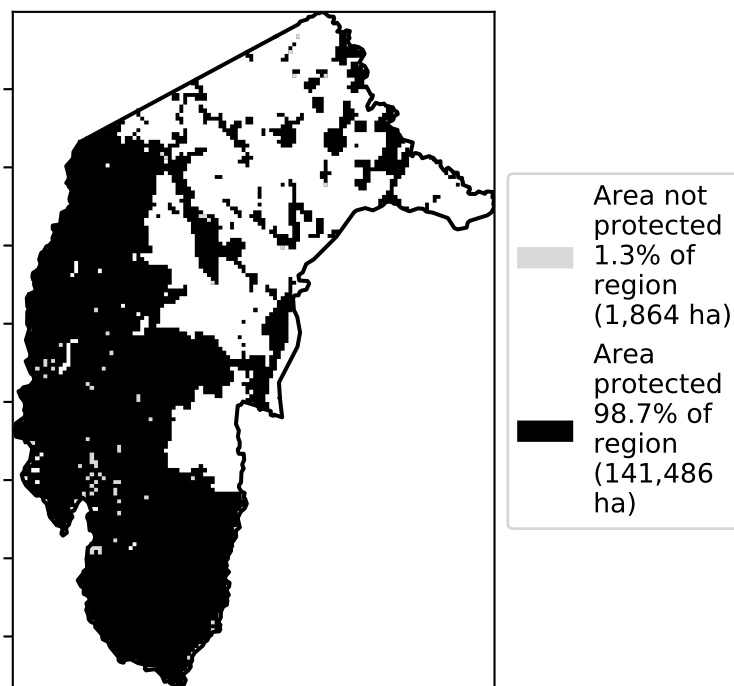 Area not
protected
1.3% of
region
(1,864 ha)
Area
protected
98.7% of
region
(141,486
ha)